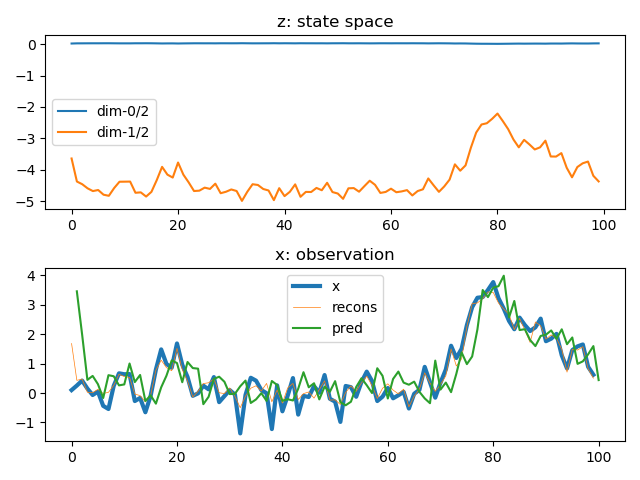 z: state space
0
−1
−2
−3
−4
−5
dim-0/2
dim-1/2
0 20 40 60 80 100
x: observation
4
3
2
1
0
−1
x
recons
pred
0 20 40 60 80 100